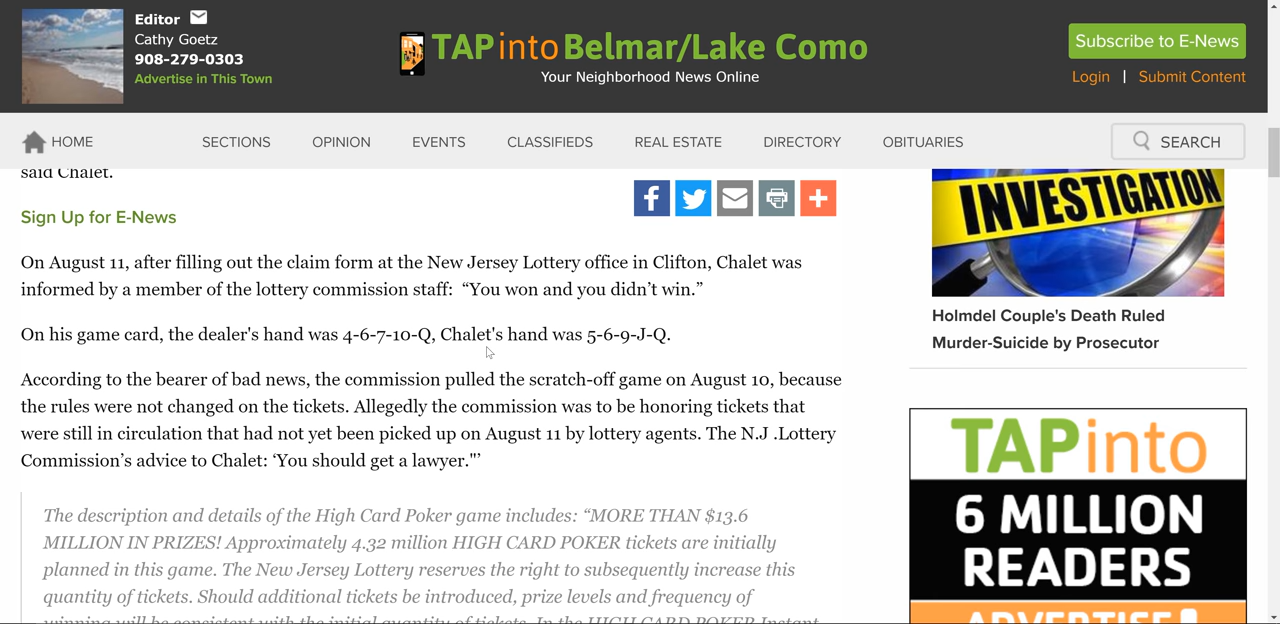 Editor
Cathy Goetz
908-279-0303
Advertise in This Town
TAPinto Belmar/Lake Como
Your Neighborhood News Online
Subscribe to E-News
Login | Submit Content
HOME SECTIONS OPINION EVENTS CLASSIFIEDS REAL ESTATE DIRECTORY OBITUARIES SEARCH
said Chalet.
Sign Up for E-News
On August 11, after filling out the claim form at the New Jersey Lottery office in Clifton, Chalet was
informed by a member of the lottery commission staff:  “You won and you didn’t win.”
On his game card, the dealer's hand was 4-6-7-10-Q, Chalet's hand was 5-6-9-J-Q.
According to the bearer of bad news, the commission pulled the scratch-off game on August 10, because
the rules were not changed on the tickets. Allegedly the commission was to be honoring tickets that
were still in circulation that had not yet been picked up on August 11 by lottery agents. The N.J .Lottery
Commission’s advice to Chalet: ‘You should get a lawyer."’
The description and details of the High Card Poker game includes: “MORE THAN $13.6
MILLION IN PRIZES! Approximately 4.32 million HIGH CARD POKER tickets are initially
planned in this game. The New Jersey Lottery reserves the right to subsequently increase this
quantity of tickets. Should additional tickets be introduced, prize levels and frequency of
winning will be consistent with the initial quantity of tickets. In the HIGH CARD POKER Instant
INVESTIGATION
Holmdel Couple's Death Ruled
Murder-Suicide by Prosecutor
TAPinto
6 MILLION
READERS
ADVERTISE!